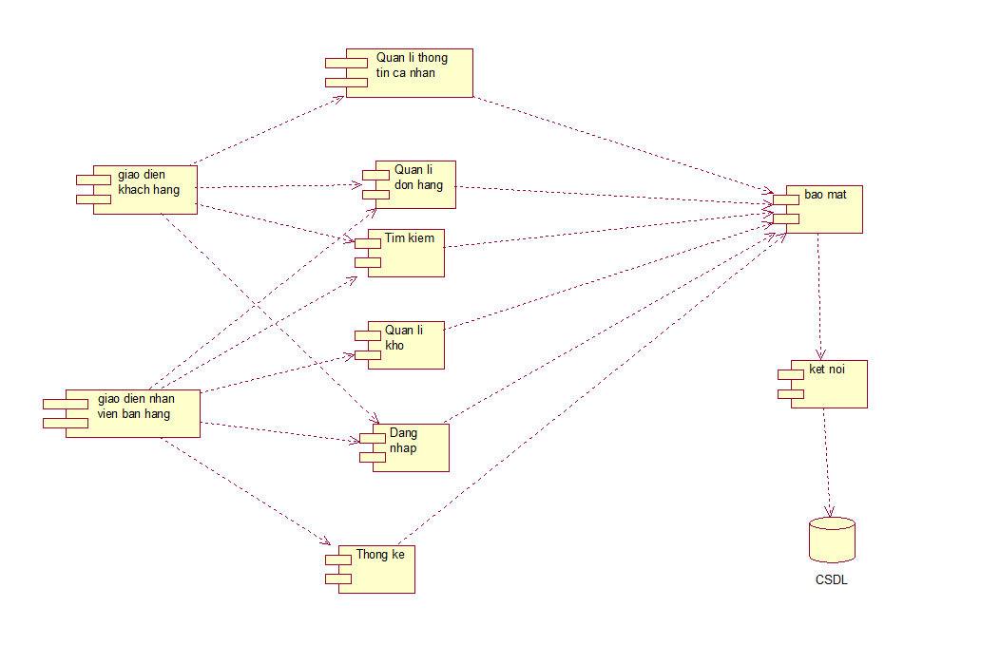 Quan li thong
tin ca nhan
giao dien
khach hang
Quan li
don hang
bao mat
Tim kiem
Quan li
kho
ket noi
giao dien nhan
vien ban hang
Dang
nhap
Thong ke
CSDL